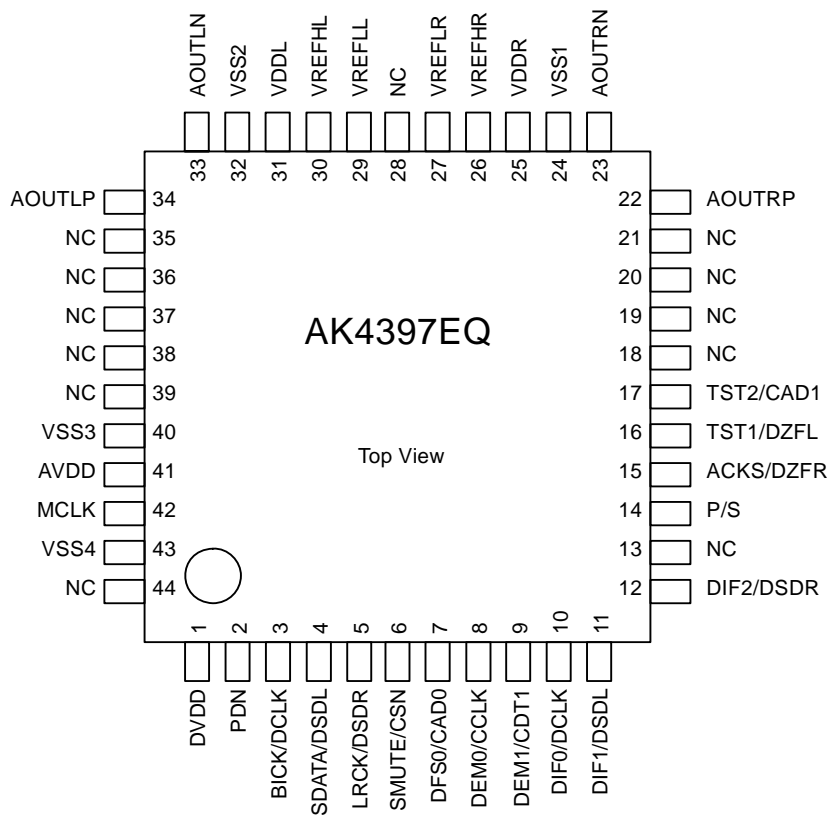 AOUTLN
VSS2
VDDL
VREFHL
VREFLL
NC
VREFLR
VREFHR
VDDR
VSS1
AOUTRN
33
32
31
30
29
28
27
26
25
24
23
AOUTLP 34
NC 35
NC 36
NC 37
NC 38
NC 39
VSS3 40
AVDD 41
MCLK 42
VSS4 43
NC 44
AK4397EQ
Top View
22 AOUTRP
21 NC
20 NC
19 NC
18 NC
17 TST2/CAD1
16 TST1/DZFL
15 ACKS/DZFR
14 P/S
13 NC
12 DIF2/DSDR
1
2
3
4
5
6
7
8
9
10
11
DVDD
PDN
BICK/DCLK
SDATA/DSDL
LRCK/DSDR
SMUTE/CSN
DFS0/CAD0
DEM0/CCLK
DEM1/CDT1
DIF0/DCLK
DIF1/DSDL